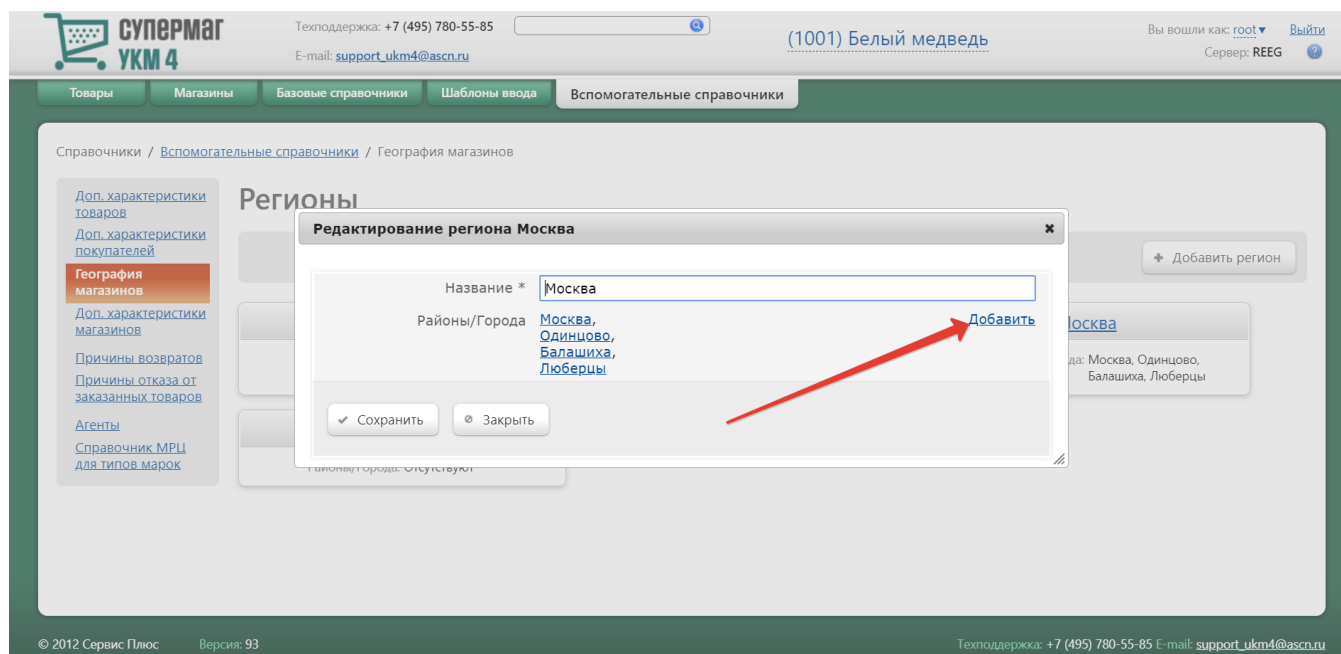 СУПЕРМАГ
УКМ 4
Техподдержка: +7 (495) 780-55-85
E-mail: support_ukm4@ascn.ru
(1001) Белый медведь
Вы вошли как: root▼ Выйти
Сервер: REEG ?
Товары Магазины Базовые справочники Шаблоны ввода Вспомогательные справочники
Справочники / Вспомогательные справочники / География магазинов
Доп. характеристики
товаров
Доп. характеристики
покупателей
География
магазинов
Доп. характеристики
магазинов
Причины возвратов
Причины отказа от
заказанных товаров
Агенты
Справочник МРЦ
для типов марок
Регионы
+ Добавить регион
Редактирование региона Москва
Название * Москва
Районы/Города Москва, Добавить
Одинцово,
Балашиха,
Люберцы
Сохранить Закрыть
Москва, Одинцово,
Балашиха, Люберцы
Районы/Города: Отсутствуют
© 2012 Сервис Плюс Версия: 93
Техподдержка: +7 (495) 780-55-85 E-mail: support_ukm4@ascn.ru